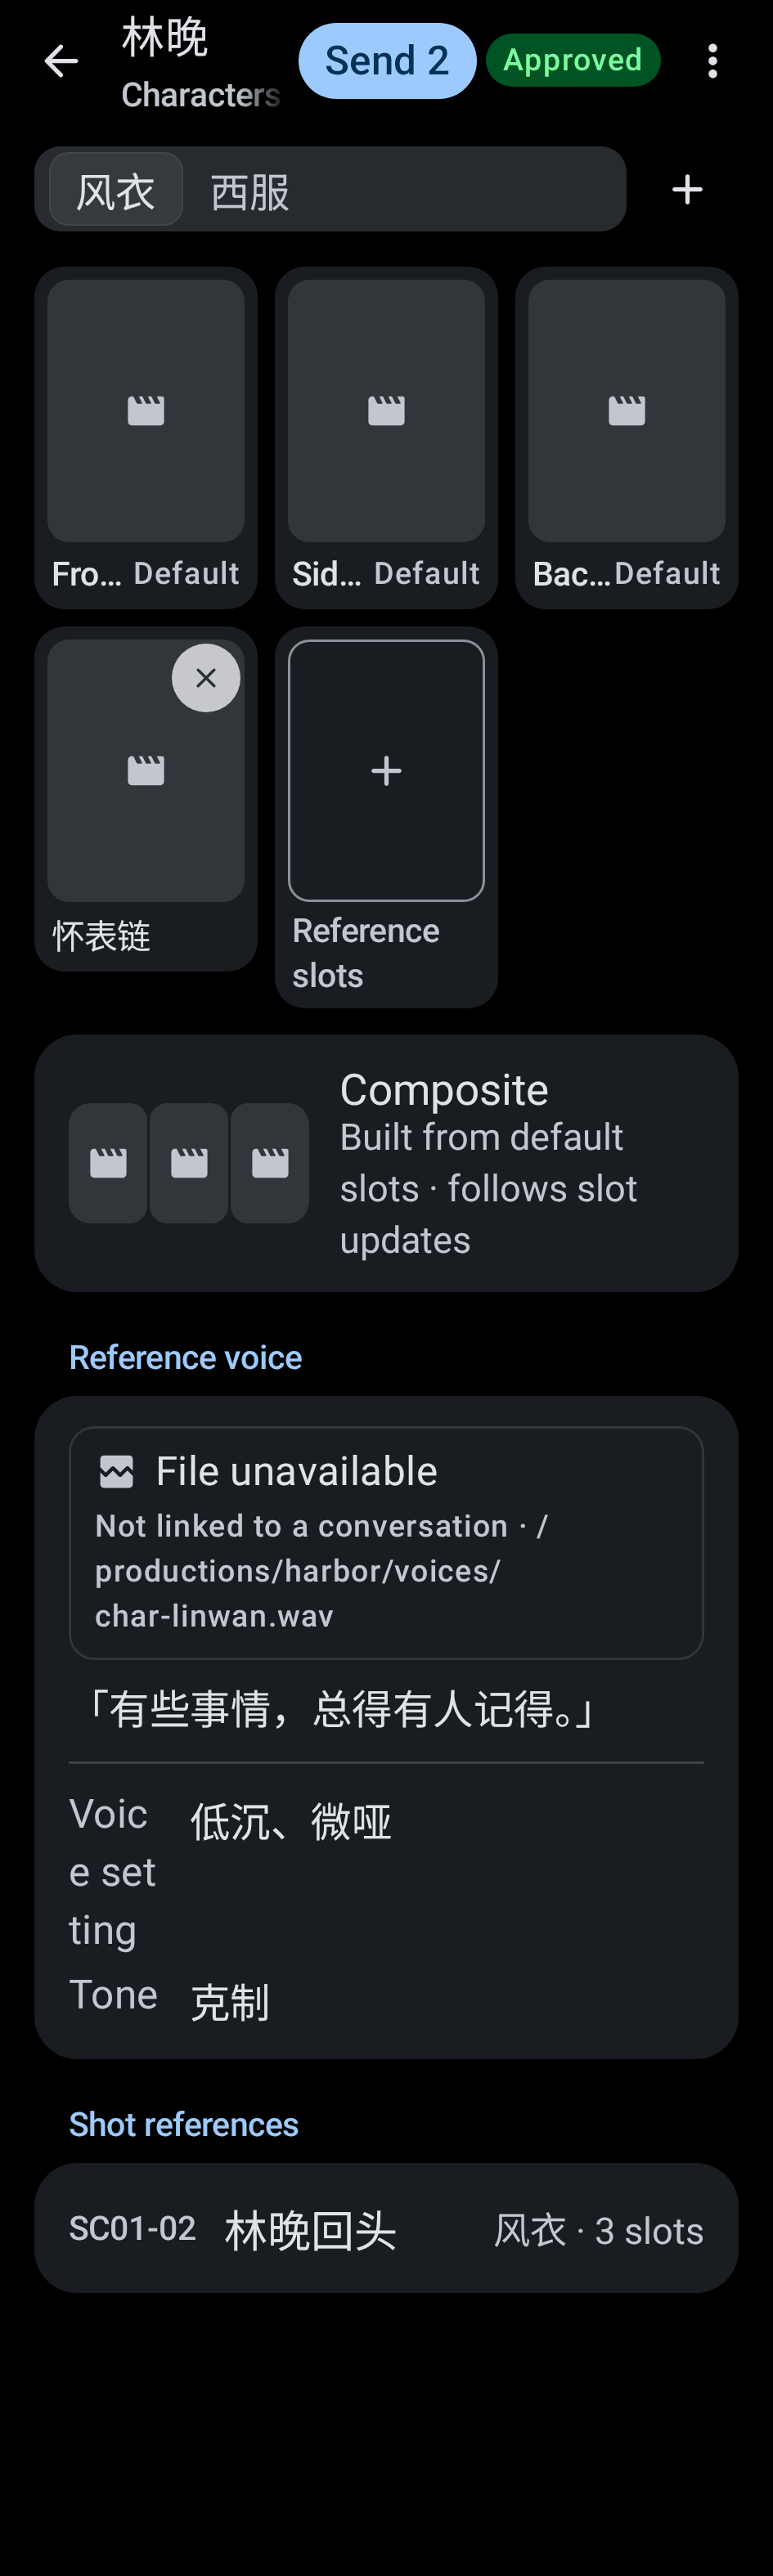 林晚
Characters
Send 2
Approved
风衣
西服
Fro... Default
Sid... Default
Bac... Default
怀表链
Reference
slots
Composite
Built from default
slots · follows slot
updates
Reference voice
File unavailable
Not linked to a conversation · /
productions/harbor/voices/
char-linwan.wav
「有些事情，总得有人记得。」
Voic
e set
ting
低沉、微哑
Tone
克制
Shot references
SC01-02 林晚回头 风衣 · 3 slots